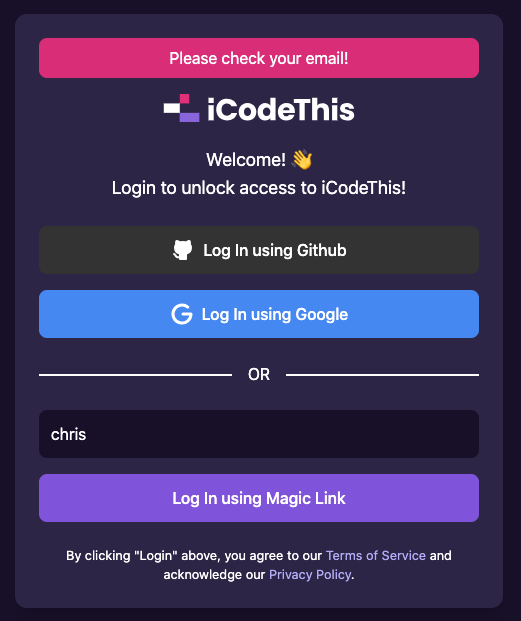 Please check your email!
iCodeThis
Welcome! 👋
Login to unlock access to iCodeThis!
Log In using Github
Log In using Google
OR
chris
Log In using Magic Link
By clicking "Login" above, you agree to our Terms of Service and
acknowledge our Privacy Policy.